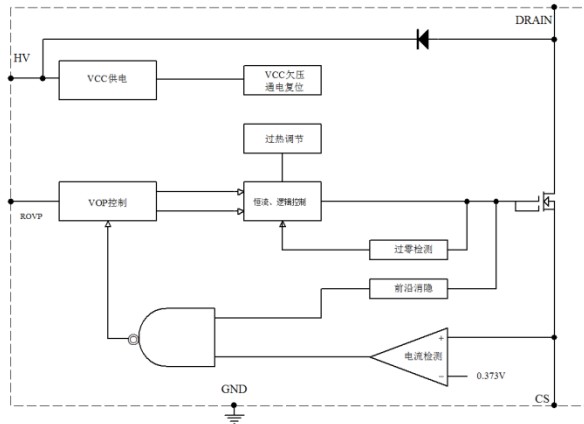 DRAIN
HV
VCC供电
VCC欠压
通电复位
过热调节
VOP控制
恒流、逻辑控制
ROVP
过零检测
前沿消隐
+
电流检测
−
0.373V
GND
CS